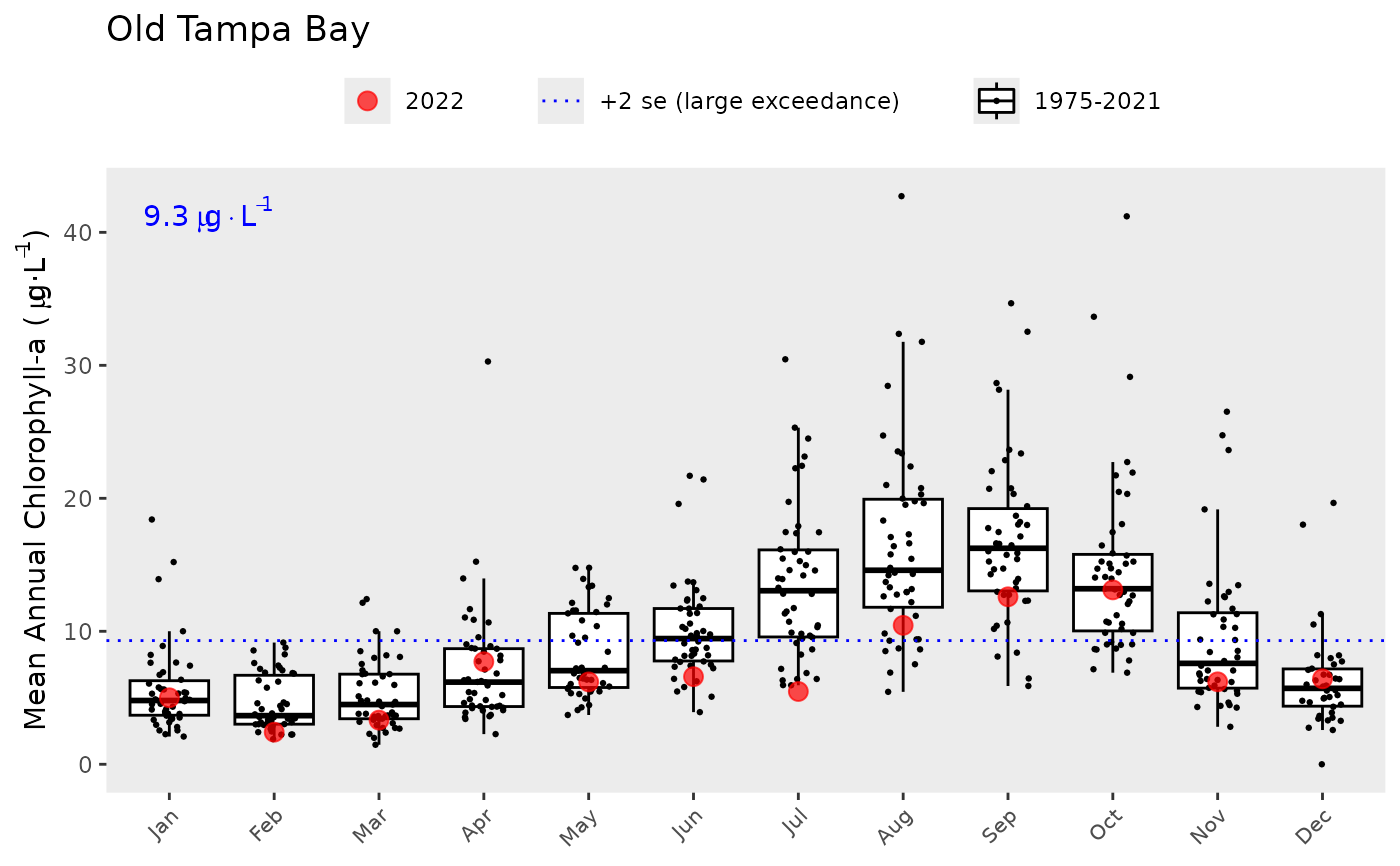 Old Tampa Bay
2022
+2 se (large exceedance)
1975-2021
9.3 μg·L⁻¹
Mean Annual Chlorophyll-a (μg·L⁻¹)
40
30
20
10
0
Jan Feb Mar Apr May Jun Jul Aug Sep Oct Nov Dec